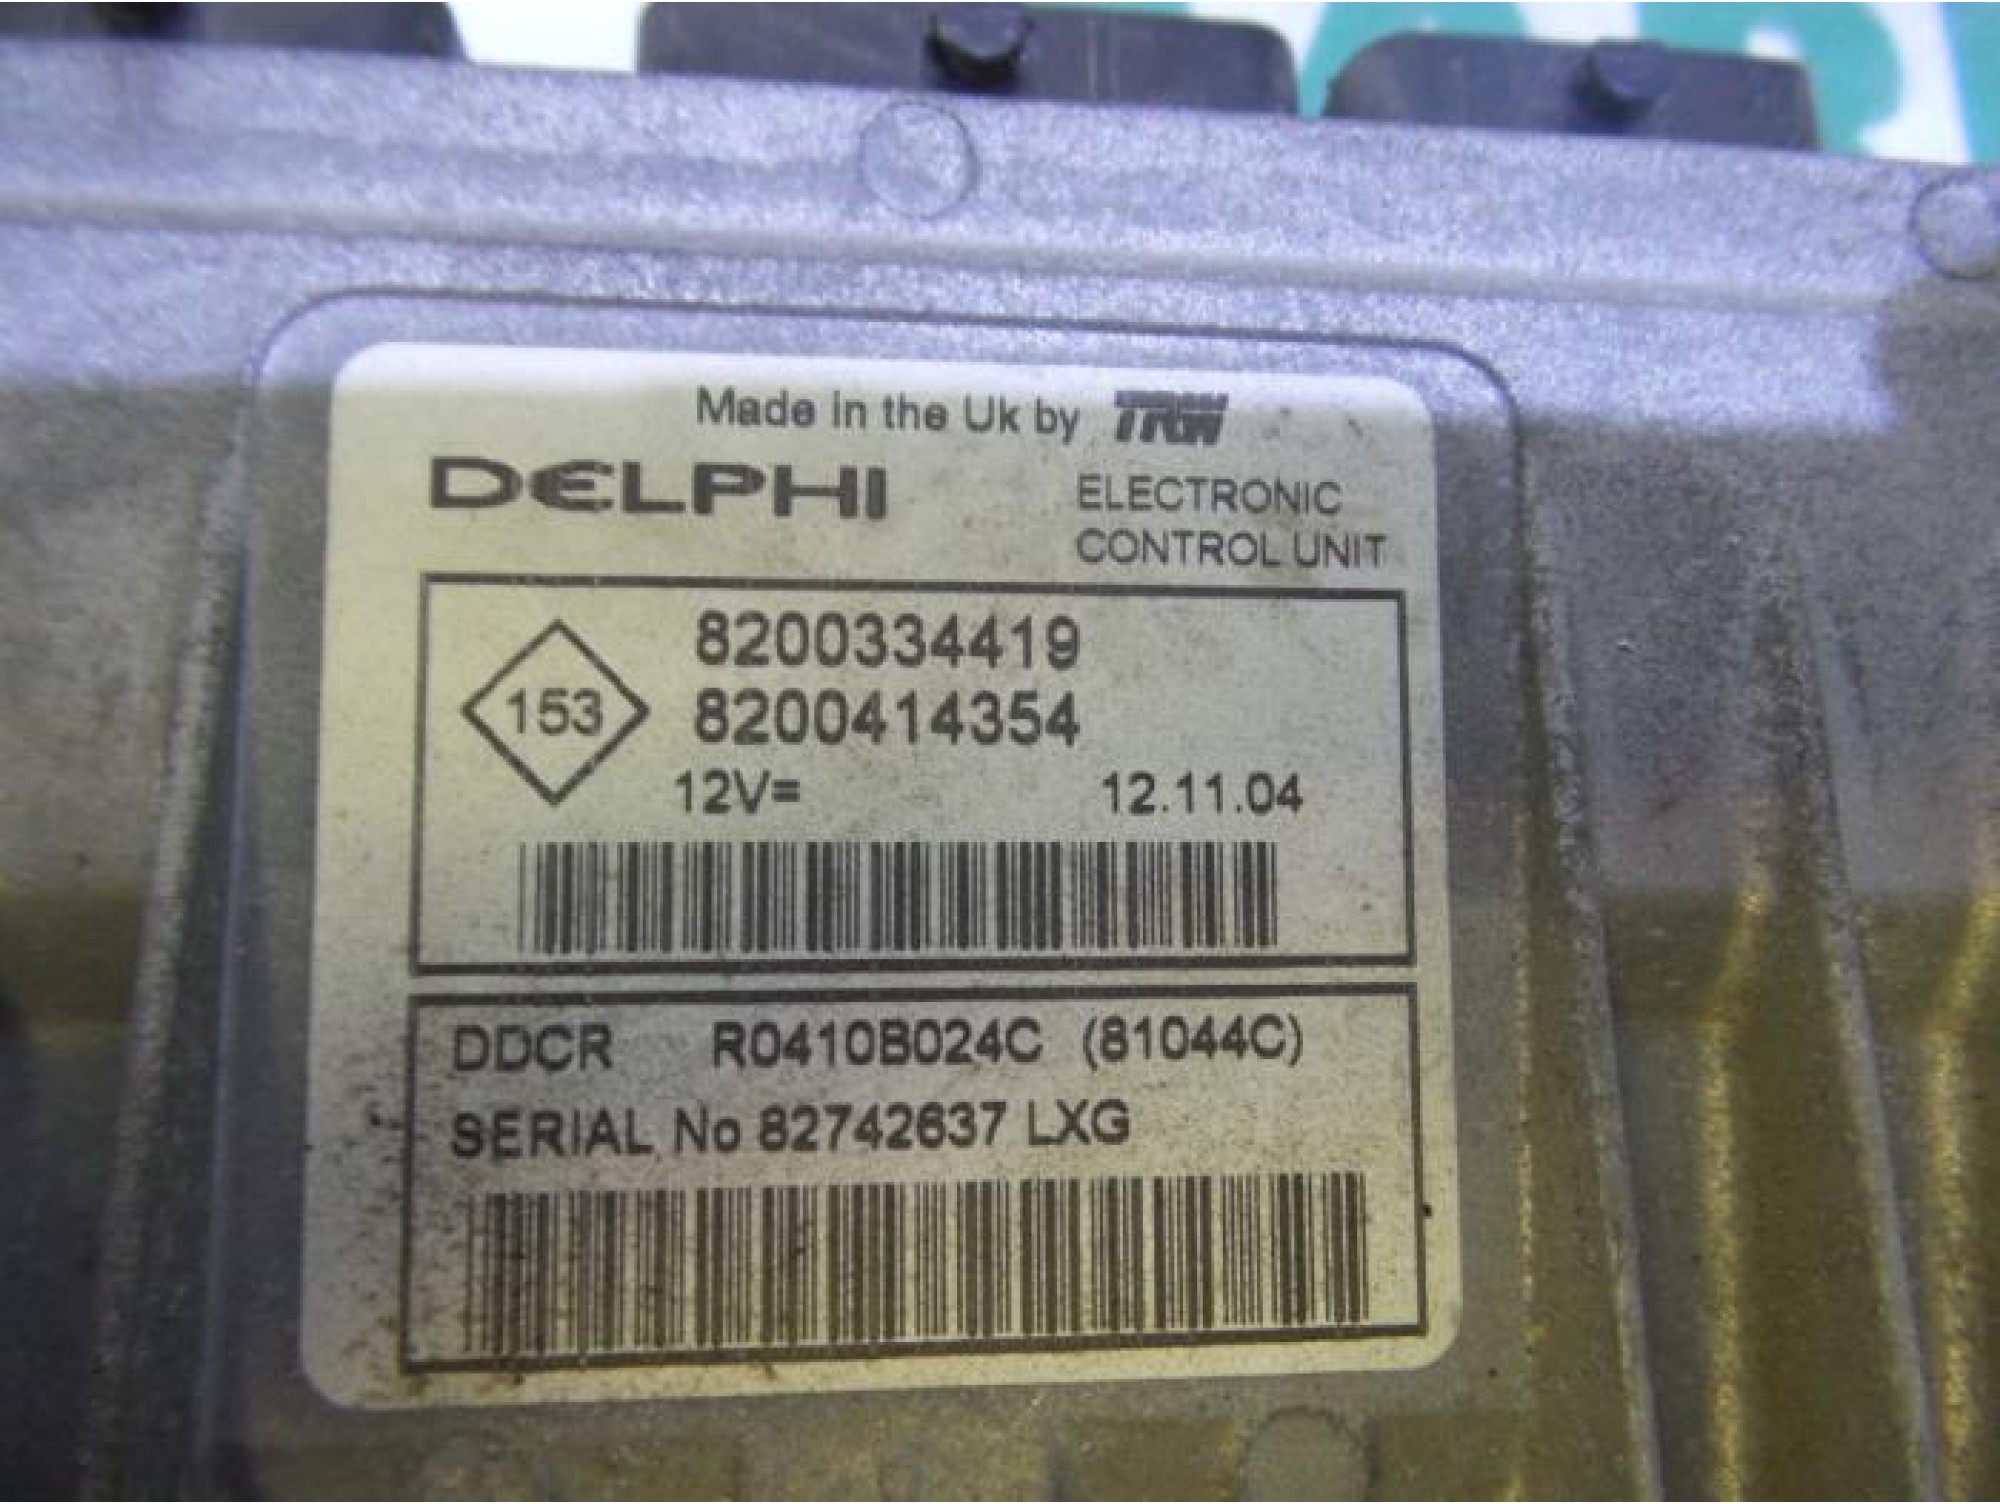 Made in the Uk by TRW
DELPHI
ELECTRONIC
CONTROL UNIT
153
8200334419
8200414354
12V=
12.11.04
DDCR R0410B024C (81044C)
SERIAL No 82742637 LXG